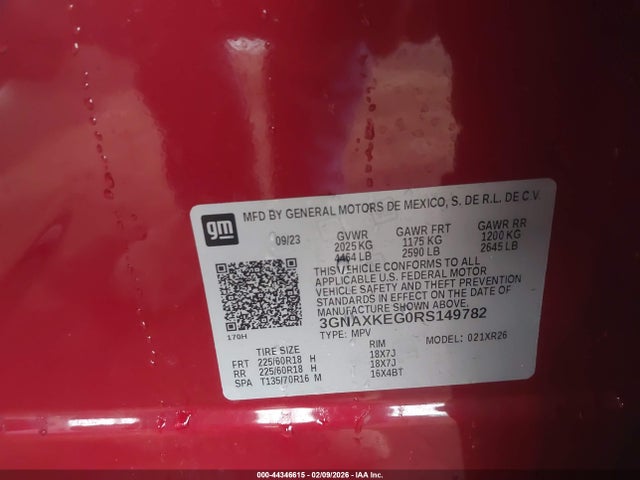 gm
MFD BY GENERAL MOTORS DE MEXICO, S. DE R.L. DE C.V.
09/23 GVWR GAWR FRT GAWR RR
2025 KG 1175 KG 1200 KG
4464 LB 2590 LB 2645 LB
THIS VEHICLE CONFORMS TO ALL
APPLICABLE U.S. FEDERAL MOTOR
VEHICLE SAFETY AND THEFT PREVENTION
STANDARDS IN EFFECT ON THE DATE OF
MANUFACTURE SHOWN ABOVE.
3GNAXKEG0RS149782
170H
TYPE: MPV MODEL: 021XR26
TIRE SIZE RIM
FRT 225/60R18 H 18X7J
RR 225/60R18 H 18X7J
SPA T135/70R16 M 16X4BT
000-44346615 - 02/09/2026 - IAA Inc.